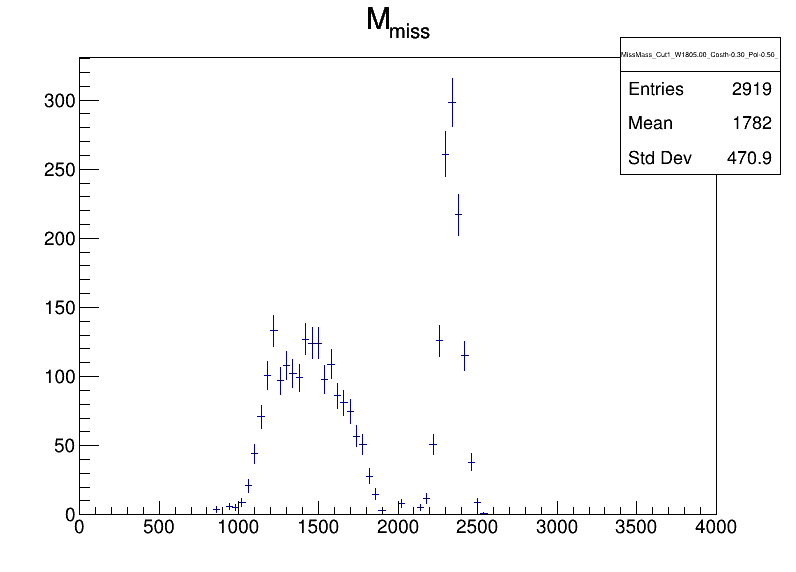 M_miss
MissMass_Cut1_W1805.00_Costh-0.30_Pol-0.50_
Entries 2919
Mean 1782
Std Dev 470.9
300
250
200
150
100
50
0
0 500 1000 1500 2000 2500 3000 3500 4000